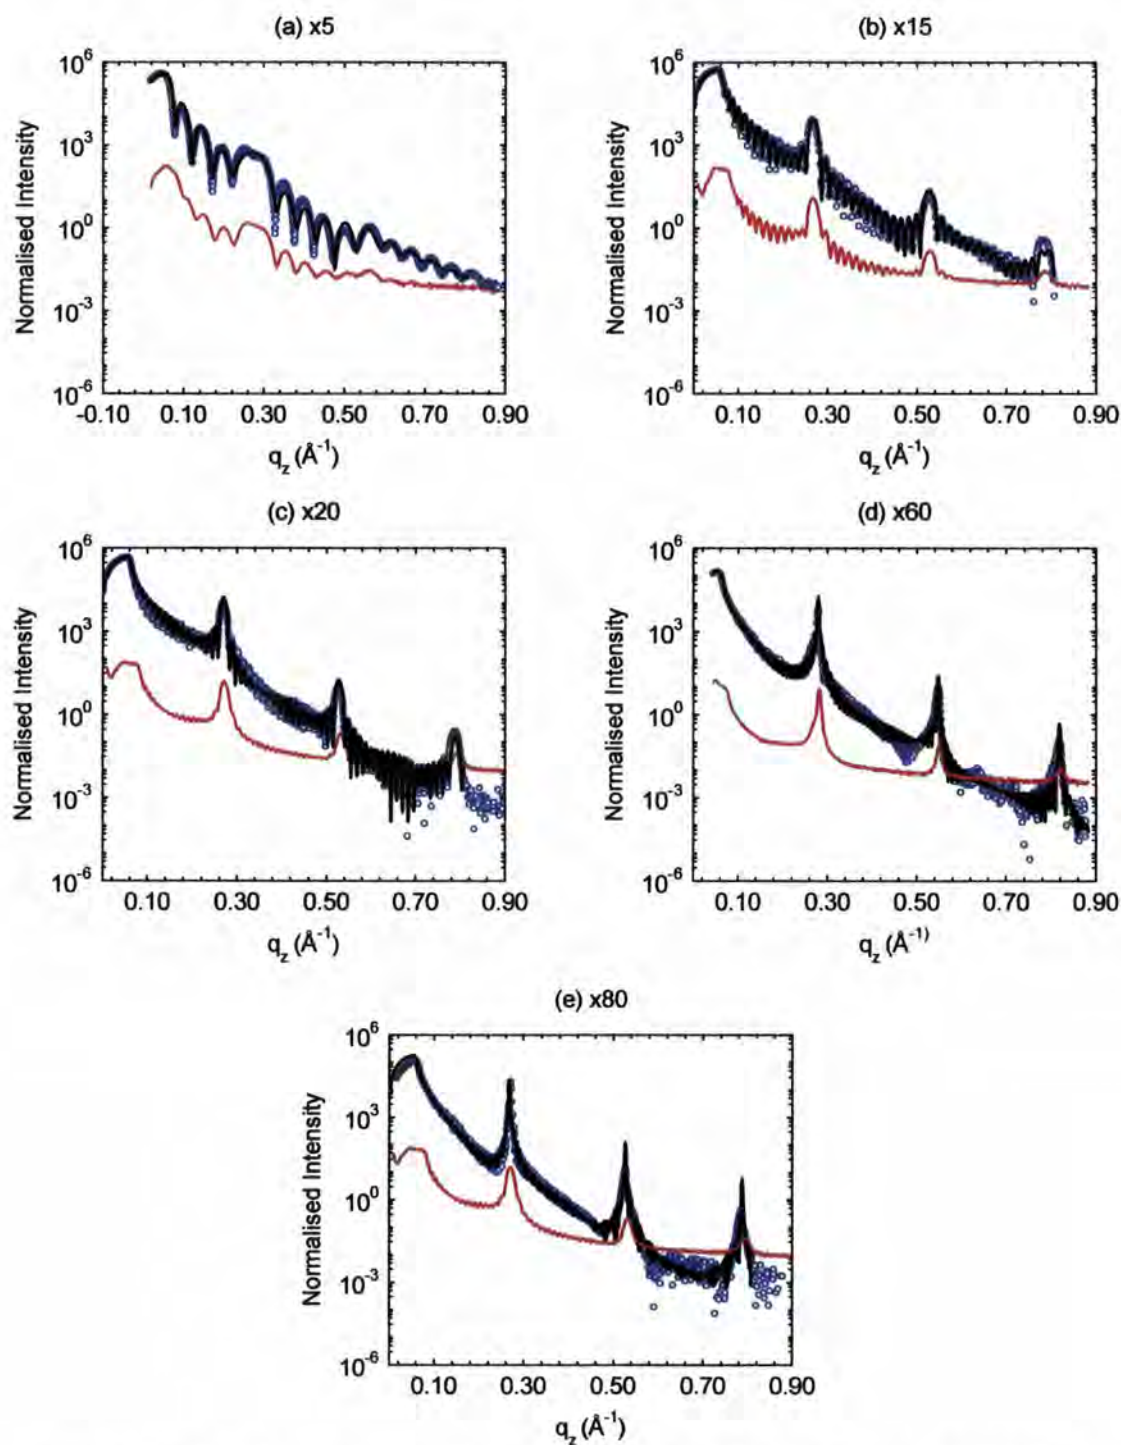 (a) x5
10^6
10^3
10^0
10^-3
10^-6
Normalised Intensity
-0.10 0.10 0.30 0.50 0.70 0.90
q_z (Å^-1)
(b) x15
10^6
10^3
10^0
10^-3
10^-6
Normalised Intensity
0.10 0.30 0.50 0.70 0.90
q_z (Å^-1)
(c) x20
10^6
10^3
10^0
10^-3
10^-6
Normalised Intensity
0.10 0.30 0.50 0.70 0.90
q_z (Å^-1)
(d) x60
10^6
10^3
10^0
10^-3
10^-6
Normalised Intensity
0.10 0.30 0.50 0.70 0.90
q_z (Å^-1)
(e) x80
10^6
10^3
10^0
10^-3
10^-6
Normalised Intensity
0.10 0.30 0.50 0.70 0.90
q_z (Å^-1)